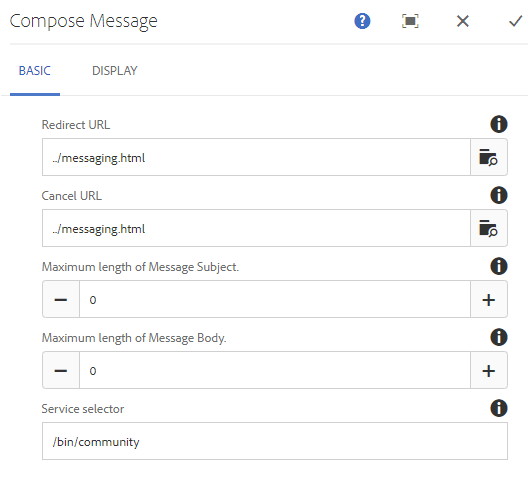 Compose Message
?
BASIC DISPLAY
Redirect URL
../messaging.html
Cancel URL
../messaging.html
Maximum length of Message Subject.
0
Maximum length of Message Body.
0
Service selector
/bin/community